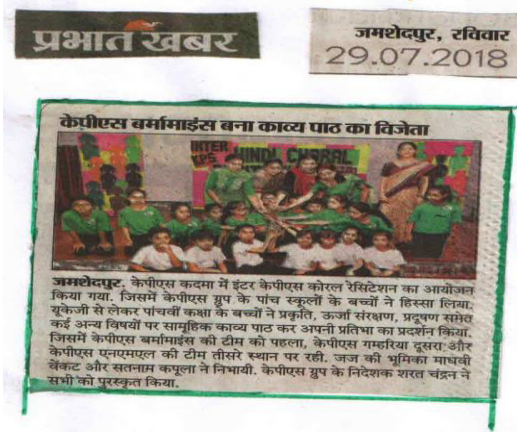 प्रभात खबर
जमशेदपुर, रविवार
29.07.2018
केपीएस बर्मामाइंस बना काव्य पाठ का विजेता
INTER
KPS
HINDI CHORAL
जमशेदपुर. केपीएस कदमा में इंटर केपीएस कोरल रेसिटेशन का आयोजन
किया गया. जिसमें केपीएस ग्रुप के पांच स्कूलों के बच्चों ने हिस्सा लिया.
यूकेजी से लेकर पांचवीं कक्षा के बच्चों ने प्रकृति, ऊर्जा संरक्षण, प्रदूषण समेत
कई अन्य विषयों पर सामूहिक काव्य पाठ कर अपनी प्रतिभा का प्रदर्शन किया.
जिसमें केपीएस बर्मामाइंस की टीम को पहला, केपीएस गम्हरिया दूसरा और
केपीएस एनएमएल की टीम तीसरे स्थान पर रही. जज की भूमिका माधवी
वेंकट और सतनाम कपूला ने निभायी. केपीएस ग्रुप के निदेशक शरत चंद्रन ने
सभी को पुरस्कृत किया.